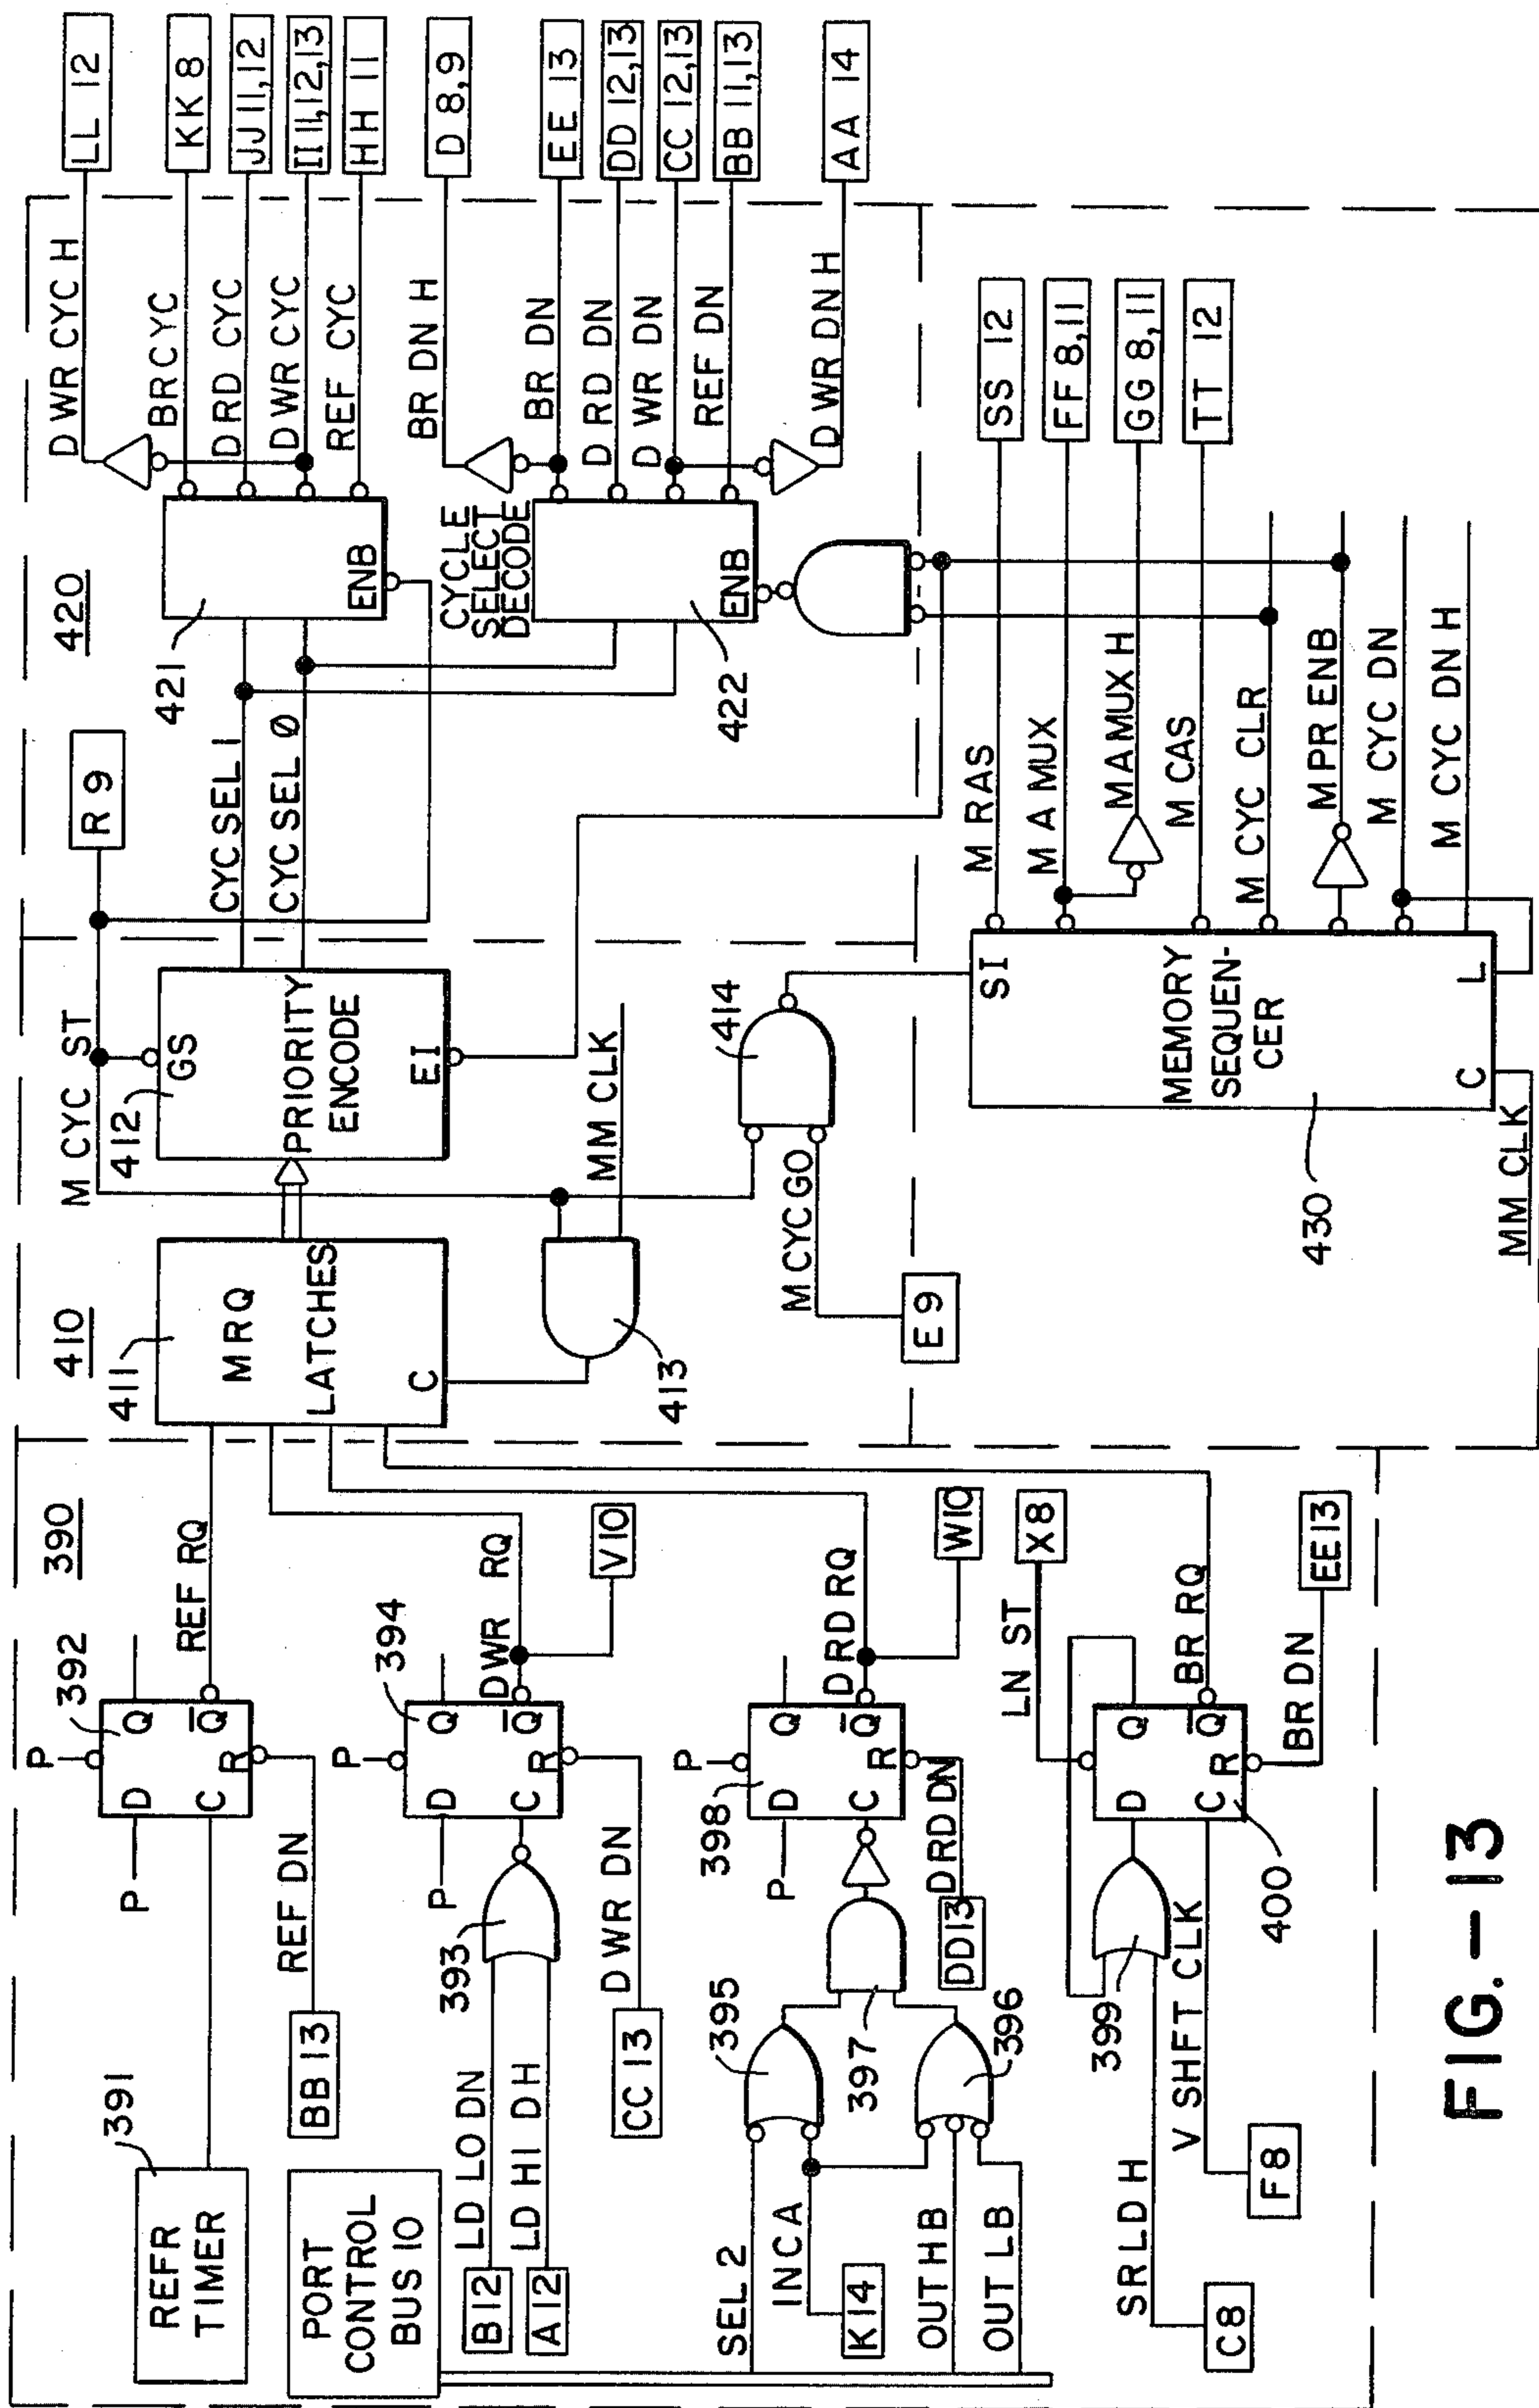 390
REFR
TIMER
391
P
P
D
Q
C
Q
R
392
REF RQ
REF DN
BB 13
PORT
CONTROL
BUS 10
B 12
LD LO DN
A 12
LD HI D H
393
P
P
D
Q
C
Q
R
394
D WR RQ
V10
D WR DN
CC 13
SEL 2
INC A
K14
OUT HB
OUT LB
395
396
397
P
P
D
Q
C
Q
R
398
D RD RQ
W10
D RD DN
DD13
SR LD H
C8
V SHFT CLK
F8
399
D
Q
C
Q
R
400
LN ST
X8
BR RQ
BR DN
EE13
410
411
MRQ
LATCHES
C
M CYC ST
412
GS
PRIORITY
ENCODE
EI
413
MM CLK
414
M CYC GO
E9
R 9
CYC SEL 1
CYC SEL 0
420
421
ENB
D WR CYC H
LL 12
BR CYC
KK 8
D RD CYC
JJ 11,12
D WR CYC
II 11,12,13
REF CYC
HH 11
CYCLE
SELECT
DECODE
422
ENB
BR DN H
D 8,9
BR DN
EE 13
D RD DN
DD 12,13
D WR DN
CC 12,13
REF DN
BB 11,13
D WR DN H
AA 14
430
MEMORY
SEQUEN-
CER
SI
C
L
MM CLK
M RAS
SS 12
M A MUX
FF 8,11
M A MUX H
GG 8,11
M CAS
TT 12
M CYC CLR
M PR ENB
M CYC DN
M CYC DN H
FIG.-13